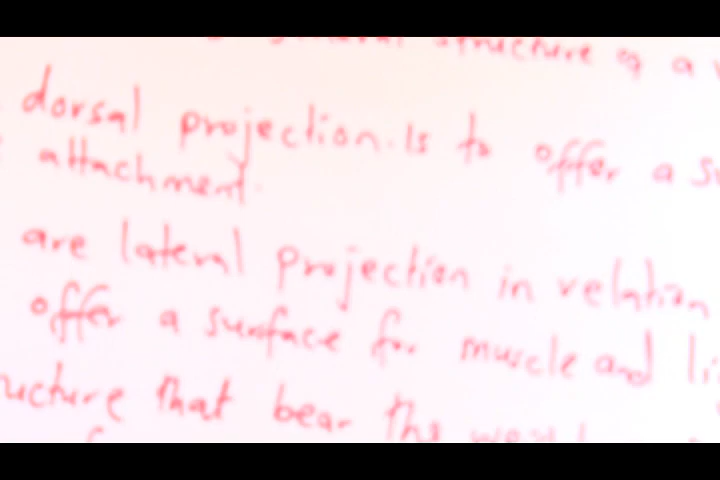 structure of a
dorsal projection. Is to offer a
attachment.
are lateral projection in relation
offer a surface for muscle and
that bear the